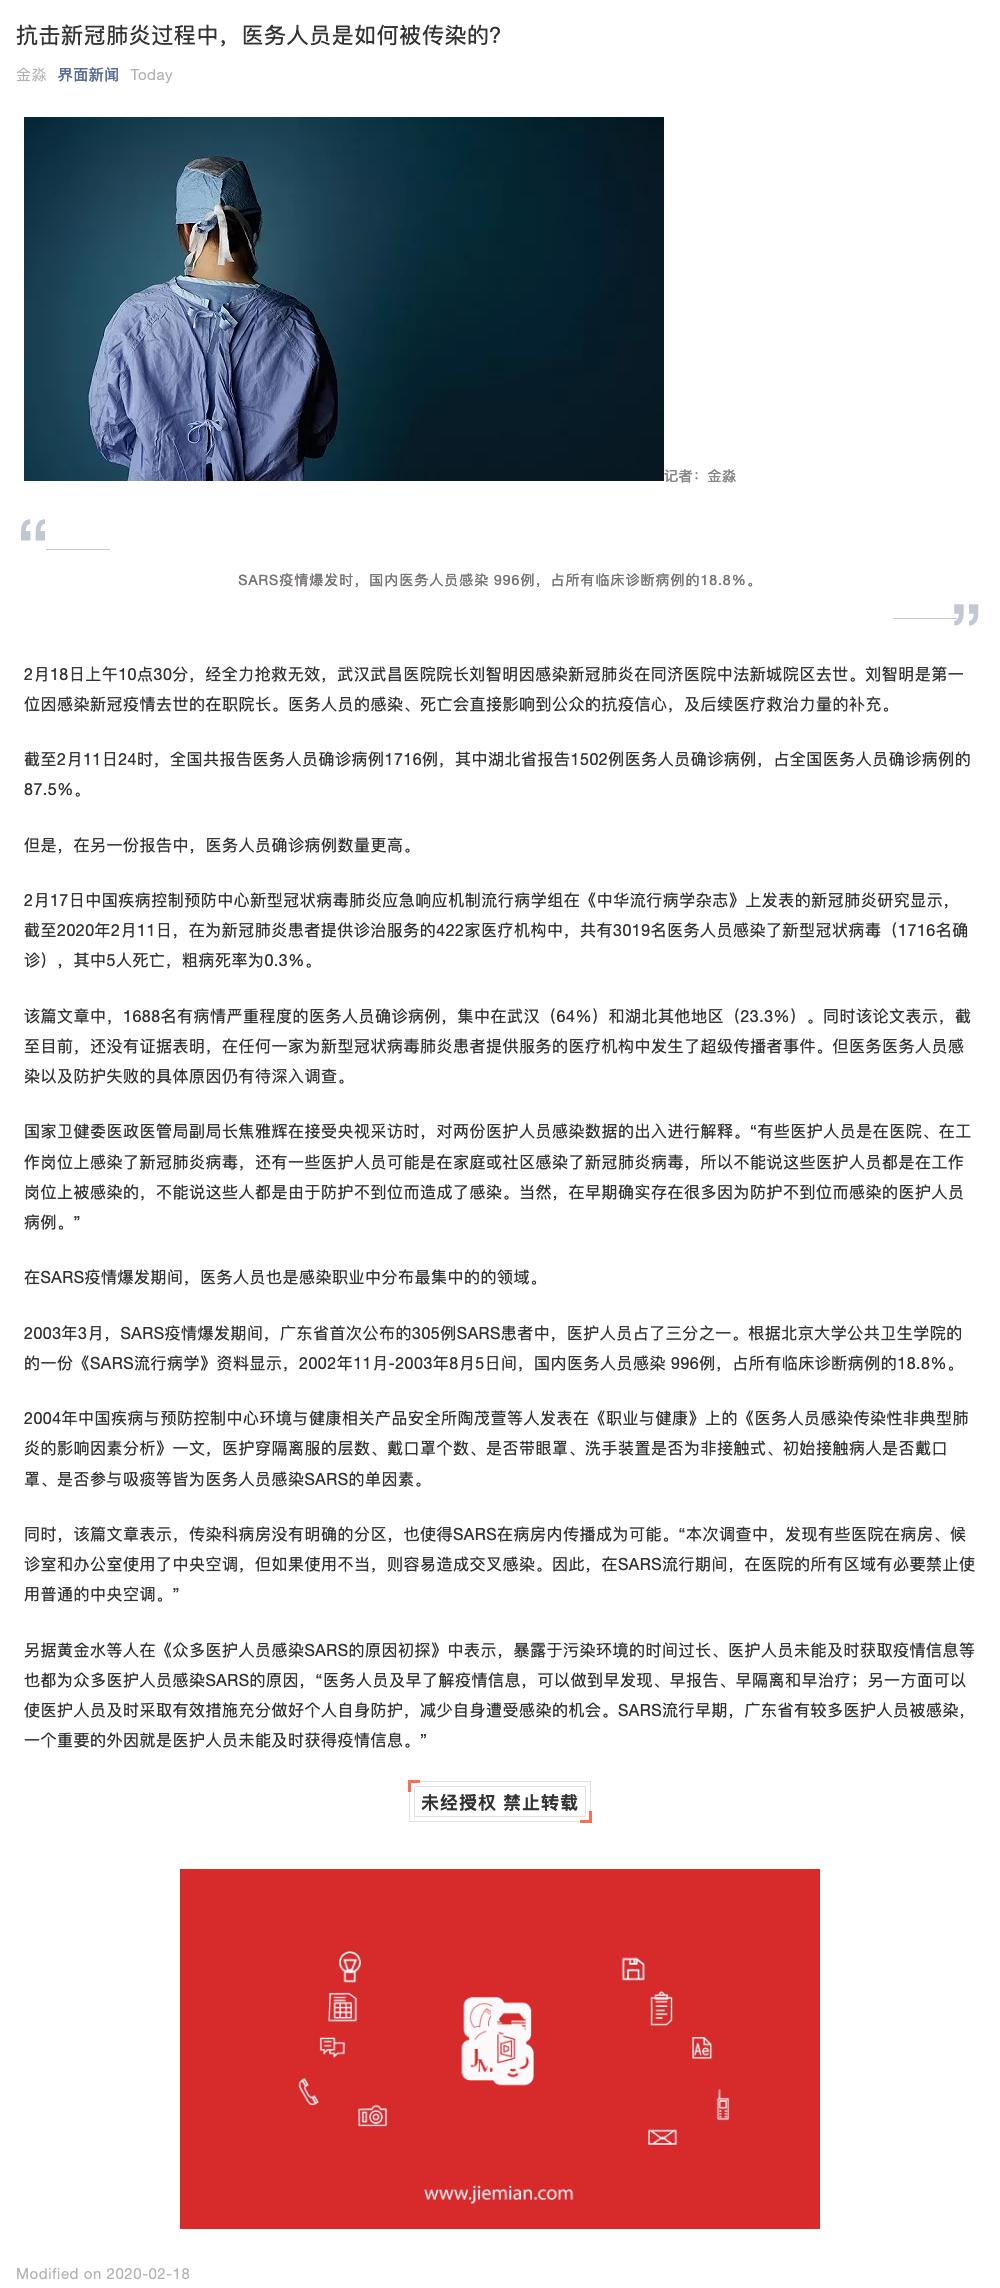 抗击新冠肺炎过程中，医务人员是如何被传染的?
金淼 界面新闻 Today
记者：金淼
“
SARS疫情爆发时，国内医务人员感染 996例，占所有临床诊断病例的18.8%。
”
2月18日上午10点30分，经全力抢救无效，武汉武昌医院院长刘智明因感染新冠肺炎在同济医院中法新城院区去世。刘智明是第一
位因感染新冠疫情去世的在职院长。医务人员的感染、死亡会直接影响到公众的抗疫信心，及后续医疗救治力量的补充。
截至2月11日24时，全国共报告医务人员确诊病例1716例，其中湖北省报告1502例医务人员确诊病例，占全国医务人员确诊病例的
87.5%。
但是，在另一份报告中，医务人员确诊病例数量更高。
2月17日中国疾病控制预防中心新型冠状病毒肺炎应急响应机制流行病学组在《中华流行病学杂志》上发表的新冠肺炎研究显示，
截至2020年2月11日，在为新冠肺炎患者提供诊治服务的422家医疗机构中，共有3019名医务人员感染了新型冠状病毒（1716名确
诊），其中5人死亡，粗病死率为0.3%。
该篇文章中，1688名有病情严重程度的医务人员确诊病例，集中在武汉（64%）和湖北其他地区（23.3%）。同时该论文表示，截
至目前，还没有证据表明，在任何一家为新型冠状病毒肺炎患者提供服务的医疗机构中发生了超级传播者事件。但医务医务人员感
染以及防护失败的具体原因仍有待深入调查。
国家卫健委医政医管局副局长焦雅辉在接受央视采访时，对两份医护人员感染数据的出入进行解释。“有些医护人员是在医院、在工
作岗位上感染了新冠肺炎病毒，还有一些医护人员可能是在家庭或社区感染了新冠肺炎病毒，所以不能说这些医护人员都是在工作
岗位上被感染的，不能说这些人都是由于防护不到位而造成了感染。当然，在早期确实存在很多因为防护不到位而感染的医护人员
病例。”
在SARS疫情爆发期间，医务人员也是感染职业中分布最集中的的领域。
2003年3月，SARS疫情爆发期间，广东省首次公布的305例SARS患者中，医护人员占了三分之一。根据北京大学公共卫生学院的
的一份《SARS流行病学》资料显示，2002年11月-2003年8月5日间，国内医务人员感染 996例，占所有临床诊断病例的18.8%。
2004年中国疾病与预防控制中心环境与健康相关产品安全所陶茂萱等人发表在《职业与健康》上的《医务人员感染传染性非典型肺
炎的影响因素分析》一文，医护穿隔离服的层数、戴口罩个数、是否带眼罩、洗手装置是否为非接触式、初始接触病人是否戴口
罩、是否参与吸痰等皆为医务人员感染SARS的单因素。
同时，该篇文章表示，传染科病房没有明确的分区，也使得SARS在病房内传播成为可能。“本次调查中，发现有些医院在病房、候
诊室和办公室使用了中央空调，但如果使用不当，则容易造成交叉感染。因此，在SARS流行期间，在医院的所有区域有必要禁止使
用普通的中央空调。”
另据黄金水等人在《众多医护人员感染SARS的原因初探》中表示，暴露于污染环境的时间过长、医护人员未能及时获取疫情信息等
也都为众多医护人员感染SARS的原因，“医务人员及早了解疫情信息，可以做到早发现、早报告、早隔离和早治疗；另一方面可以
使医护人员及时采取有效措施充分做好个人自身防护，减少自身遭受感染的机会。SARS流行早期，广东省有较多医护人员被感染，
一个重要的外因就是医护人员未能及时获得疫情信息。”
未经授权 禁止转载
Ae
www.jiemian.com
Modified on 2020-02-18